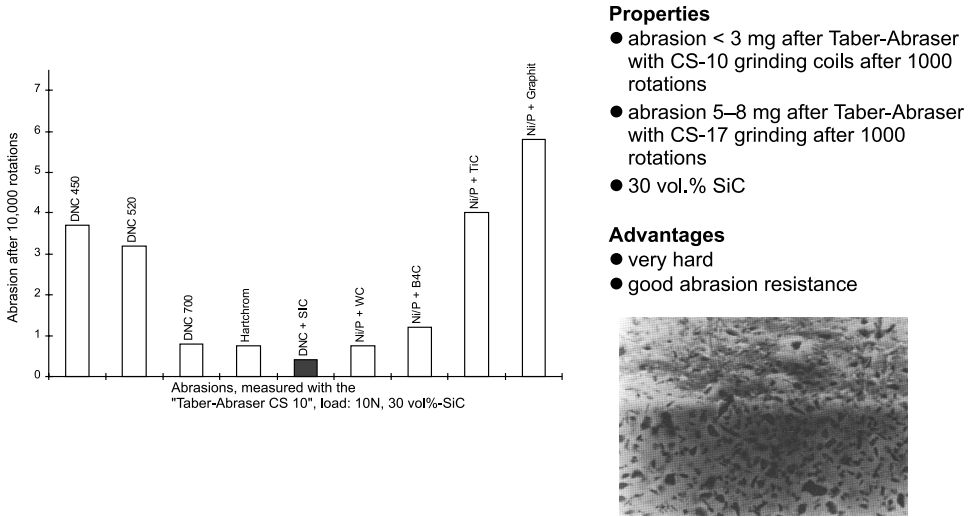 Properties
● abrasion < 3 mg after Taber-Abraser
with CS-10 grinding coils after 1000
rotations
● abrasion 5–8 mg after Taber-Abraser
with CS-17 grinding after 1000
rotations
● 30 vol.% SiC
Advantages
● very hard
● good abrasion resistance
Abrasion after 10,000 rotations
7
6
5
4
3
2
1
0
DNC 450
DNC 520
DNC 700
Hartchrom
DNC + SIC
Ni/P + WC
Ni/P + B4C
Ni/P + TiC
Ni/P + Graphit
Abrasions, measured with the
"Taber-Abraser CS 10", load: 10N, 30 vol%-SiC